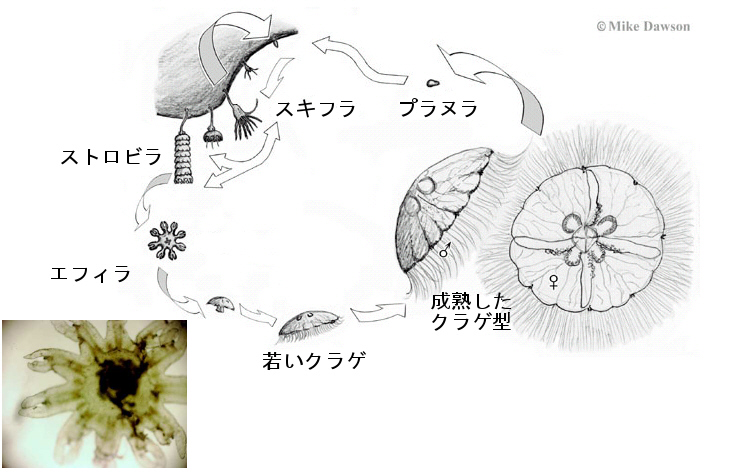 © Mike Dawson
スキフラ
プラヌラ
ストロビラ
♂
♀
エフィラ
成熟した
クラゲ型
若いクラゲ